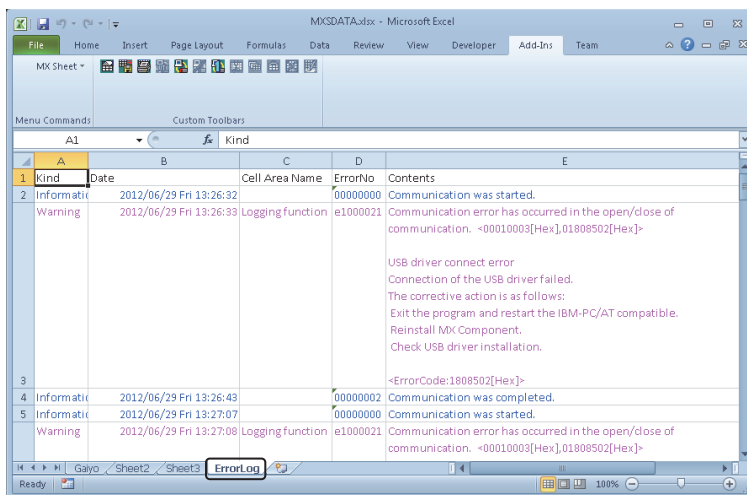 MXSDATA.xlsx - Microsoft Excel
File Home Insert Page Layout Formulas Data Review View Developer Add-Ins Team
MX Sheet
Menu Commands Custom Toolbars
A1 fx Kind
A B C D E
1 Kind Date Cell Area Name ErrorNo Contents
2 Informatic 2012/06/29 Fri 13:26:32 00000000 Communication was started.
Warning 2012/06/29 Fri 13:26:33 Logging function e1000021 Communication error has occurred in the open/close of
communication. <00010003[Hex],01808502[Hex]>
USB driver connect error
Connection of the USB driver failed.
The corrective action is as follows:
Exit the program and restart the IBM-PC/AT compatible.
Reinstall MX Component.
Check USB driver installation.
3 <ErrorCode:1808502[Hex]>
4 Informatic 2012/06/29 Fri 13:26:43 00000002 Communication was completed.
5 Informatic 2012/06/29 Fri 13:27:07 00000000 Communication was started.
Warning 2012/06/29 Fri 13:27:08 Logging function e1000021 Communication error has occurred in the open/close of
communication. <00010003[Hex],01808502[Hex]>
Gaiyo Sheet2 Sheet3 ErrorLog
Ready 100%